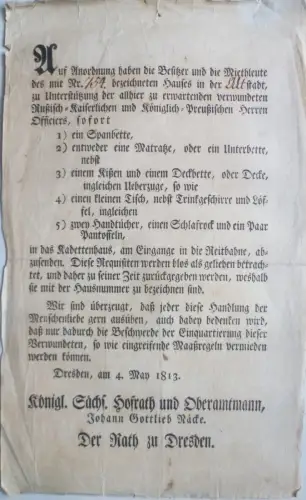 Auf Anordnung haben die Besitzer und die Miethleute
des mit Nr. bezeichneten Hauses in der Altstadt,
zu Unterstützung der allhier zu erwartenden verwundeten
Rußisch-Kaiserlichen und Königlich-Preußischen Herren
Officiers, sofort
1) ein Spanbette,
2) entweder eine Matratze, oder ein Unterbette,
nebst
3) einem Kißen und einem Deckbette, oder Decke,
ingleichen Ueberzuge, so wie
4) einen kleinen Tisch, nebst Trinkgeschirre und Löf-
fel, ingleichen
5) zwey Handtücher, einen Schlafrock und ein Paar
Pantoffeln,
in das Kadettenhaus, am Eingange in die Reitbahne, ab-
zusenden. Diese Requisiten werden blos als geliehen betrach-
tet, und daher zu seiner Zeit zurückgegeben werden, weshalb
sie mit der Hausnummer zu bezeichnen sind.
Wir sind überzeugt, daß jeder diese Handlung der
Menschenliebe gern ausüben, auch dabey bedenken wird,
daß nur dadurch die Beschwerde der Einquartierung dieser
Verwundeten, so wie eingreifende Maaßregeln vermieden
werden können.
Dresden, am 4. May 1813.
Königl. Sächs. Hofrath und Oberamtmann,
Johann Gottlieb Näcke.
Der Rath zu Dresden.